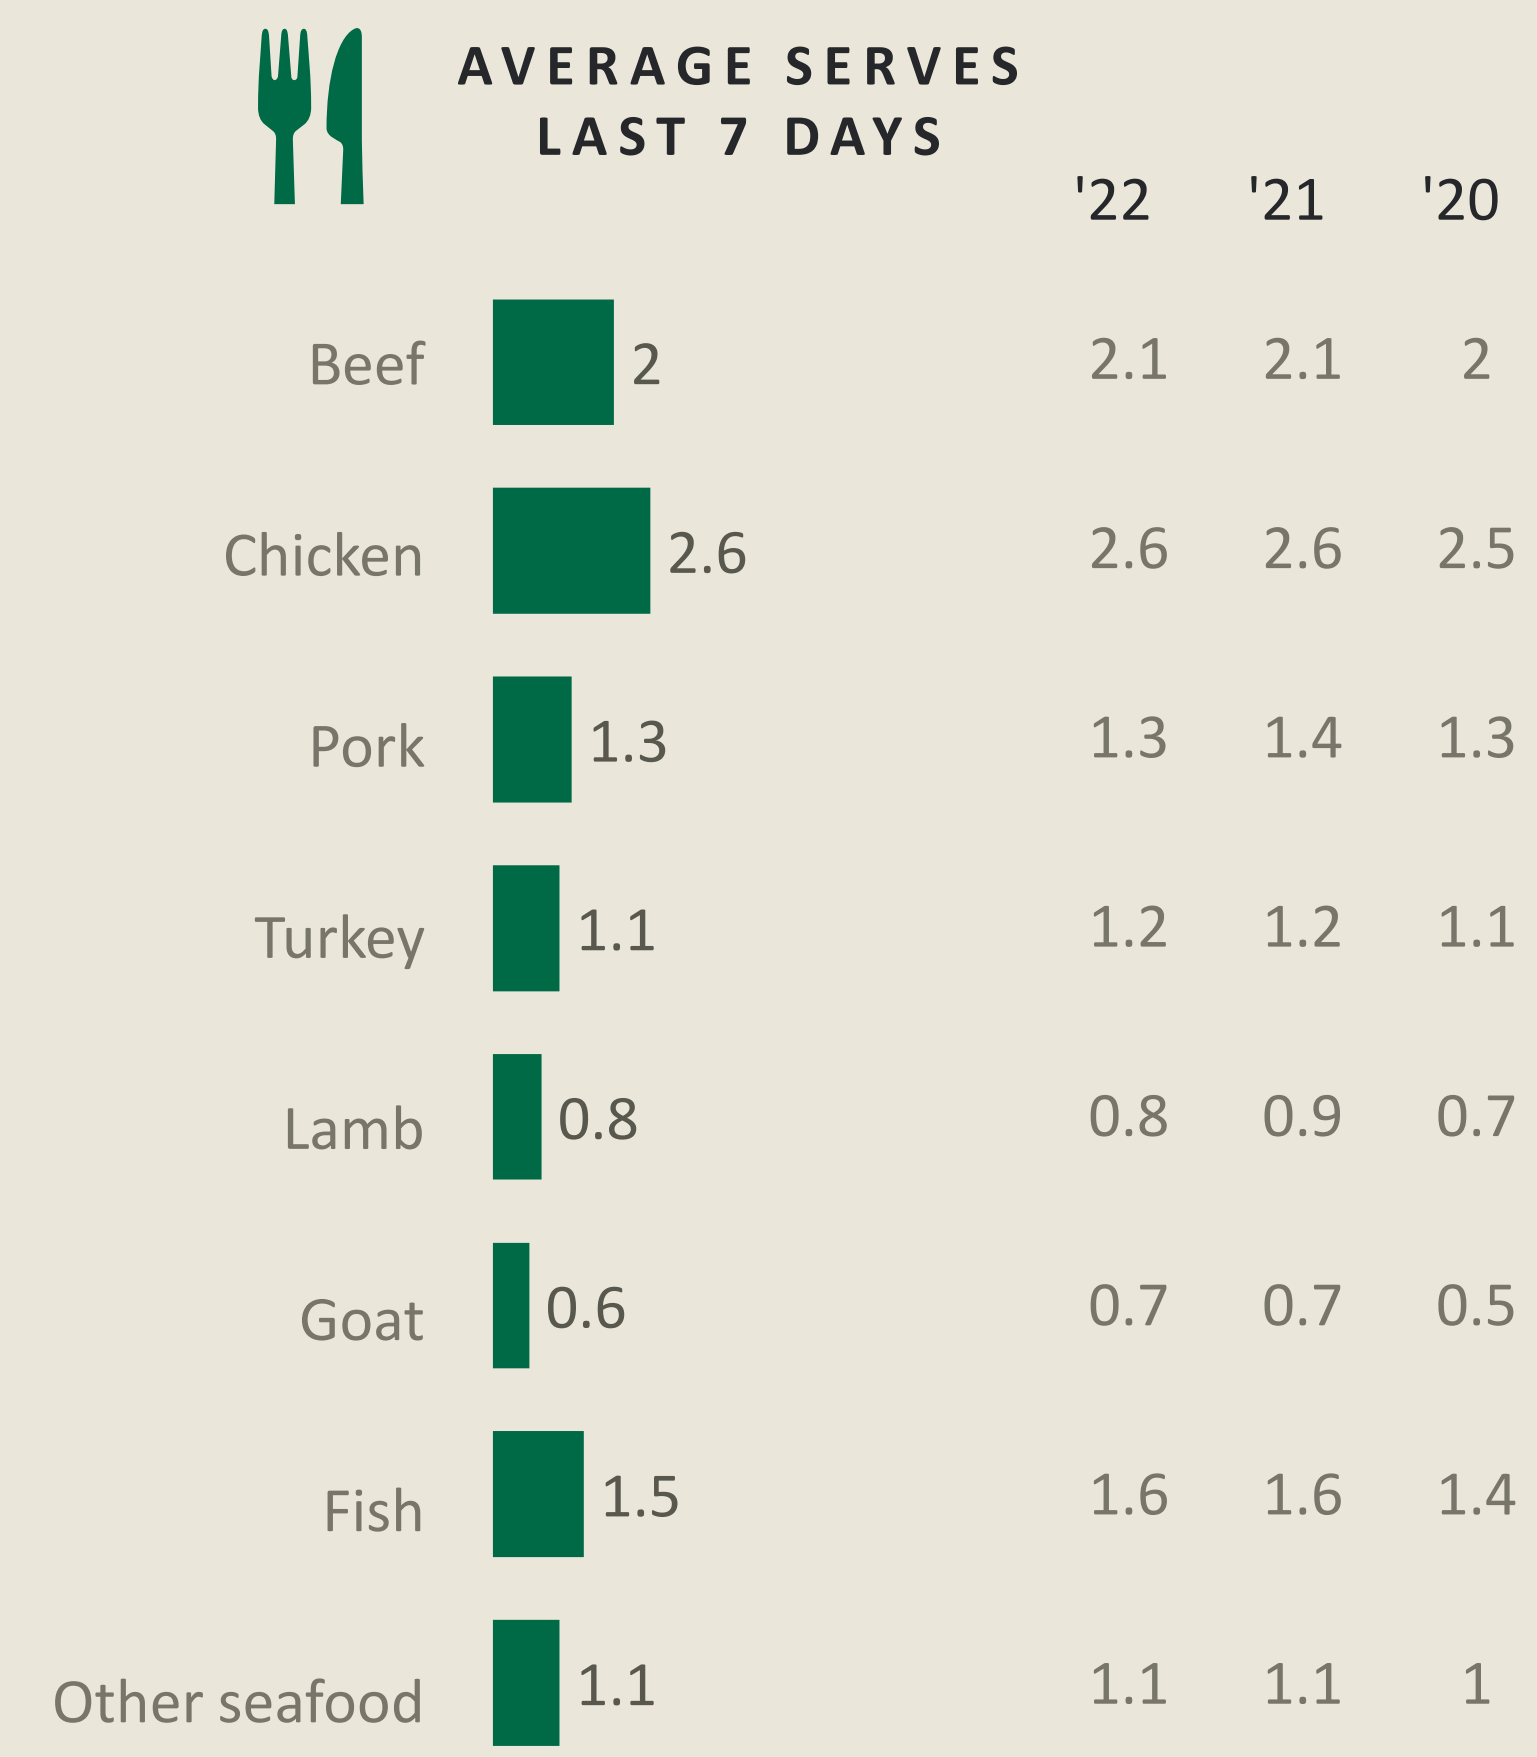 AVERAGE SERVES
LAST 7 DAYS
'22 '21 '20
Beef 2 2.1 2.1 2
Chicken 2.6 2.6 2.6 2.5
Pork 1.3 1.3 1.4 1.3
Turkey 1.1 1.2 1.2 1.1
Lamb 0.8 0.8 0.9 0.7
Goat 0.6 0.7 0.7 0.5
Fish 1.5 1.6 1.6 1.4
Other seafood 1.1 1.1 1.1 1